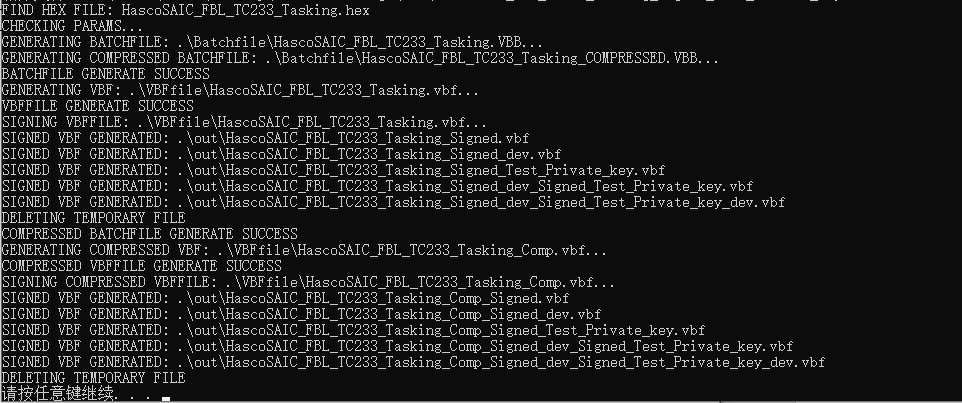 FIND HEX FILE: HascoSAIC_FBL_TC233_Tasking.hex
CHECKING PARAMS...
GENERATING BATCHFILE: .\Batchfile\HascoSAIC_FBL_TC233_Tasking.VBB...
GENERATING COMPRESSED BATCHFILE: .\Batchfile\HascoSAIC_FBL_TC233_Tasking_COMPRESSED.VBB...
BATCHFILE GENERATE SUCCESS
GENERATING VBF: .\VBFfile\HascoSAIC_FBL_TC233_Tasking.vbf...
VBFFILE GENERATE SUCCESS
SIGNING VBFFILE: .\VBFfile\HascoSAIC_FBL_TC233_Tasking.vbf...
SIGNED VBF GENERATED: .\out\HascoSAIC_FBL_TC233_Tasking_Signed.vbf
SIGNED VBF GENERATED: .\out\HascoSAIC_FBL_TC233_Tasking_Signed_dev.vbf
SIGNED VBF GENERATED: .\out\HascoSAIC_FBL_TC233_Tasking_Signed_Test_Private_key.vbf
SIGNED VBF GENERATED: .\out\HascoSAIC_FBL_TC233_Tasking_Signed_dev_Signed_Test_Private_key.vbf
SIGNED VBF GENERATED: .\out\HascoSAIC_FBL_TC233_Tasking_Signed_dev_Signed_Test_Private_key_dev.vbf
DELETING TEMPORARY FILE
COMPRESSED BATCHFILE GENERATE SUCCESS
GENERATING COMPRESSED VBF: .\VBFfile\HascoSAIC_FBL_TC233_Tasking_Comp.vbf...
COMPRESSED VBFFILE GENERATE SUCCESS
SIGNING COMPRESSED VBFFILE: .\VBFfile\HascoSAIC_FBL_TC233_Tasking_Comp.vbf...
SIGNED VBF GENERATED: .\out\HascoSAIC_FBL_TC233_Tasking_Comp_Signed.vbf
SIGNED VBF GENERATED: .\out\HascoSAIC_FBL_TC233_Tasking_Comp_Signed_dev.vbf
SIGNED VBF GENERATED: .\out\HascoSAIC_FBL_TC233_Tasking_Comp_Signed_Test_Private_key.vbf
SIGNED VBF GENERATED: .\out\HascoSAIC_FBL_TC233_Tasking_Comp_Signed_dev_Signed_Test_Private_key.vbf
SIGNED VBF GENERATED: .\out\HascoSAIC_FBL_TC233_Tasking_Comp_Signed_dev_Signed_Test_Private_key_dev.vbf
DELETING TEMPORARY FILE
请按任意键继续. . .